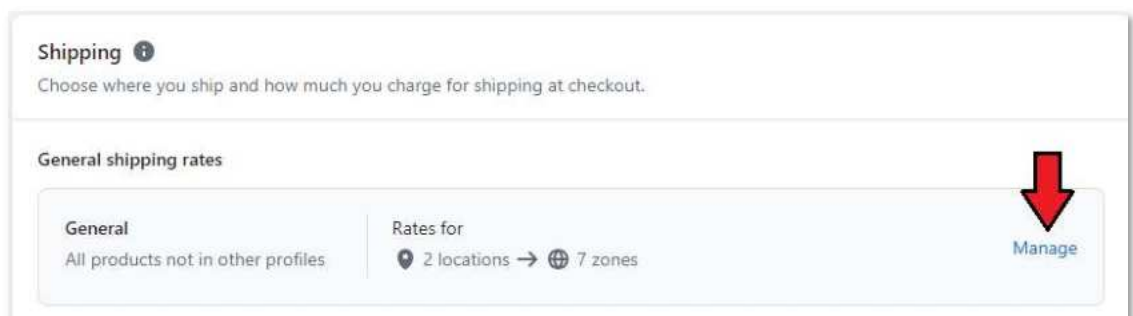 Shipping
Choose where you ship and how much you charge for shipping at checkout.
General shipping rates
General
All products not in other profiles
Rates for
2 locations → 7 zones
Manage